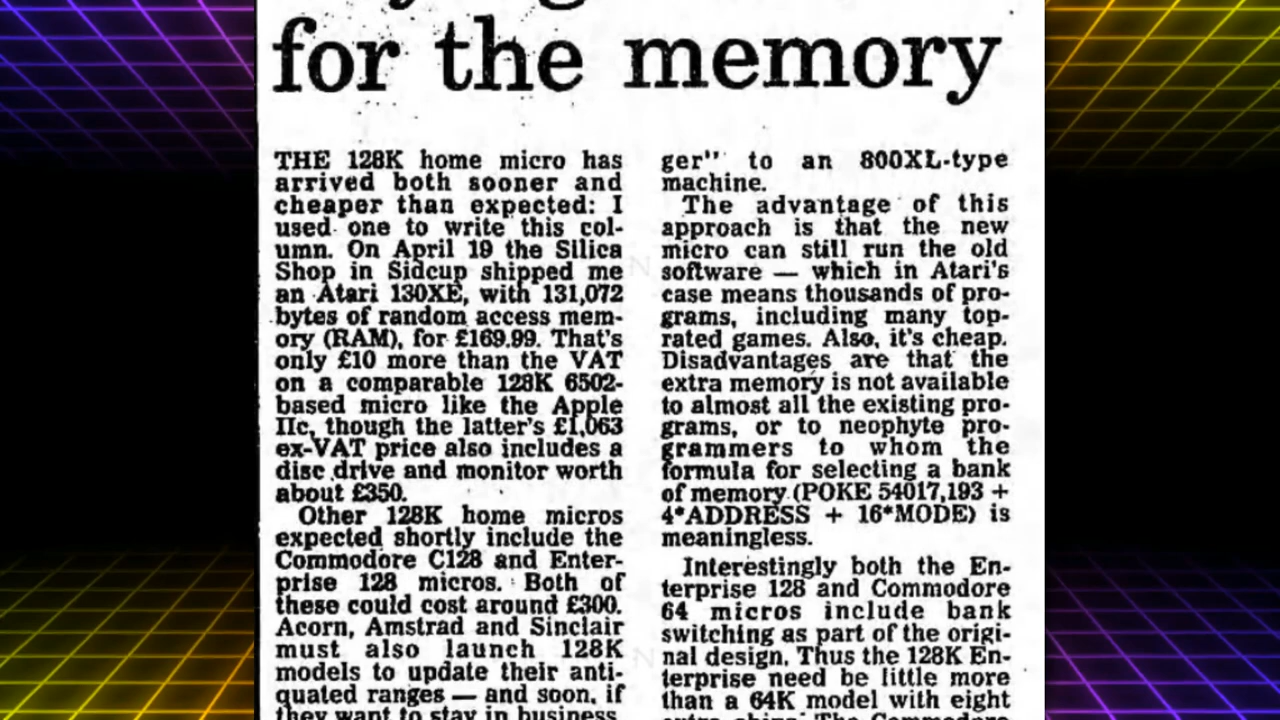 for the memory
THE 128K home micro has
arrived both sooner and
cheaper than expected: I
used one to write this col-
umn. On April 19 the Silica
Shop in Sidcup shipped me
an Atari 130XE, with 131,072
bytes of random access mem-
ory (RAM), for £169.99. That's
only £10 more than the VAT
on a comparable 128K 6502-
based micro like the Apple
IIc, though the latter's £1,063
ex-VAT price also includes a
disc drive and monitor worth
about £350.
Other 128K home micros
expected shortly include the
Commodore C128 and Enter-
prise 128 micros. Both of
these could cost around £300.
Acorn, Amstrad and Sinclair
must also launch 128K
models to update their anti-
quated ranges — and soon, if
they want to stay in business.
ger" to an 800XL-type
machine.
The advantage of this
approach is that the new
micro can still run the old
software — which in Atari's
case means thousands of pro-
grams, including many top-
rated games. Also, it's cheap.
Disadvantages are that the
extra memory is not available
to almost all the existing pro-
grams, or to neophyte pro-
grammers to whom the
formula for selecting a bank
of memory (POKE 54017,193 +
4*ADDRESS + 16*MODE) is
meaningless.
Interestingly both the En-
terprise 128 and Commodore
64 micros include bank
switching as part of the origi-
nal design. Thus the 128K En-
terprise need be little more
than a 64K model with eight
extra chips. The Commodore